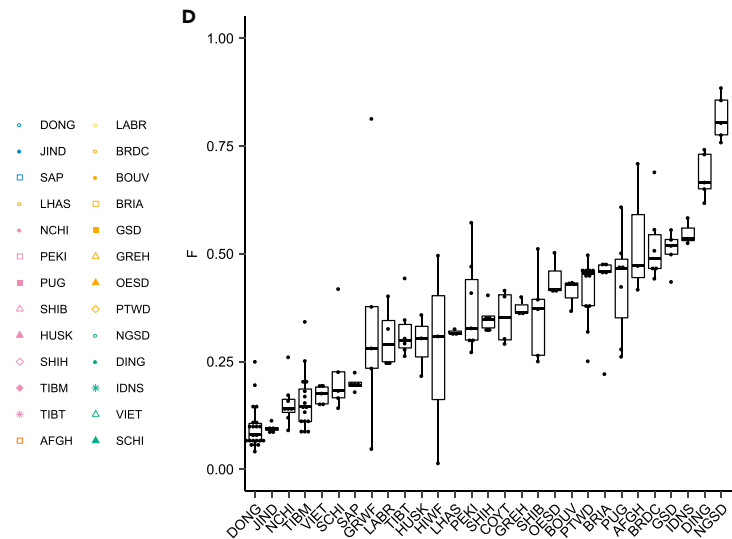 D
1.00
0.75
0.50
0.25
0.00
F
DONG LABR
JIND BRDC
SAP BOUV
LHAS BRIA
NCHI GSD
PEKI GREH
PUG OESD
SHIB PTWD
HUSK NGSD
SHIH DING
TIBM IDNS
TIBT VIET
AFGH SCHI
DONG JIND NCHI TIBM VIET SCHI SAP GRWF LABR TIBT HUSK HIWF LHAS PEKI SHIH COYT GREH SHIB OESD BOUV PTWD BRIA PUG AFGH BRDC GSD IDNS DING NGSD